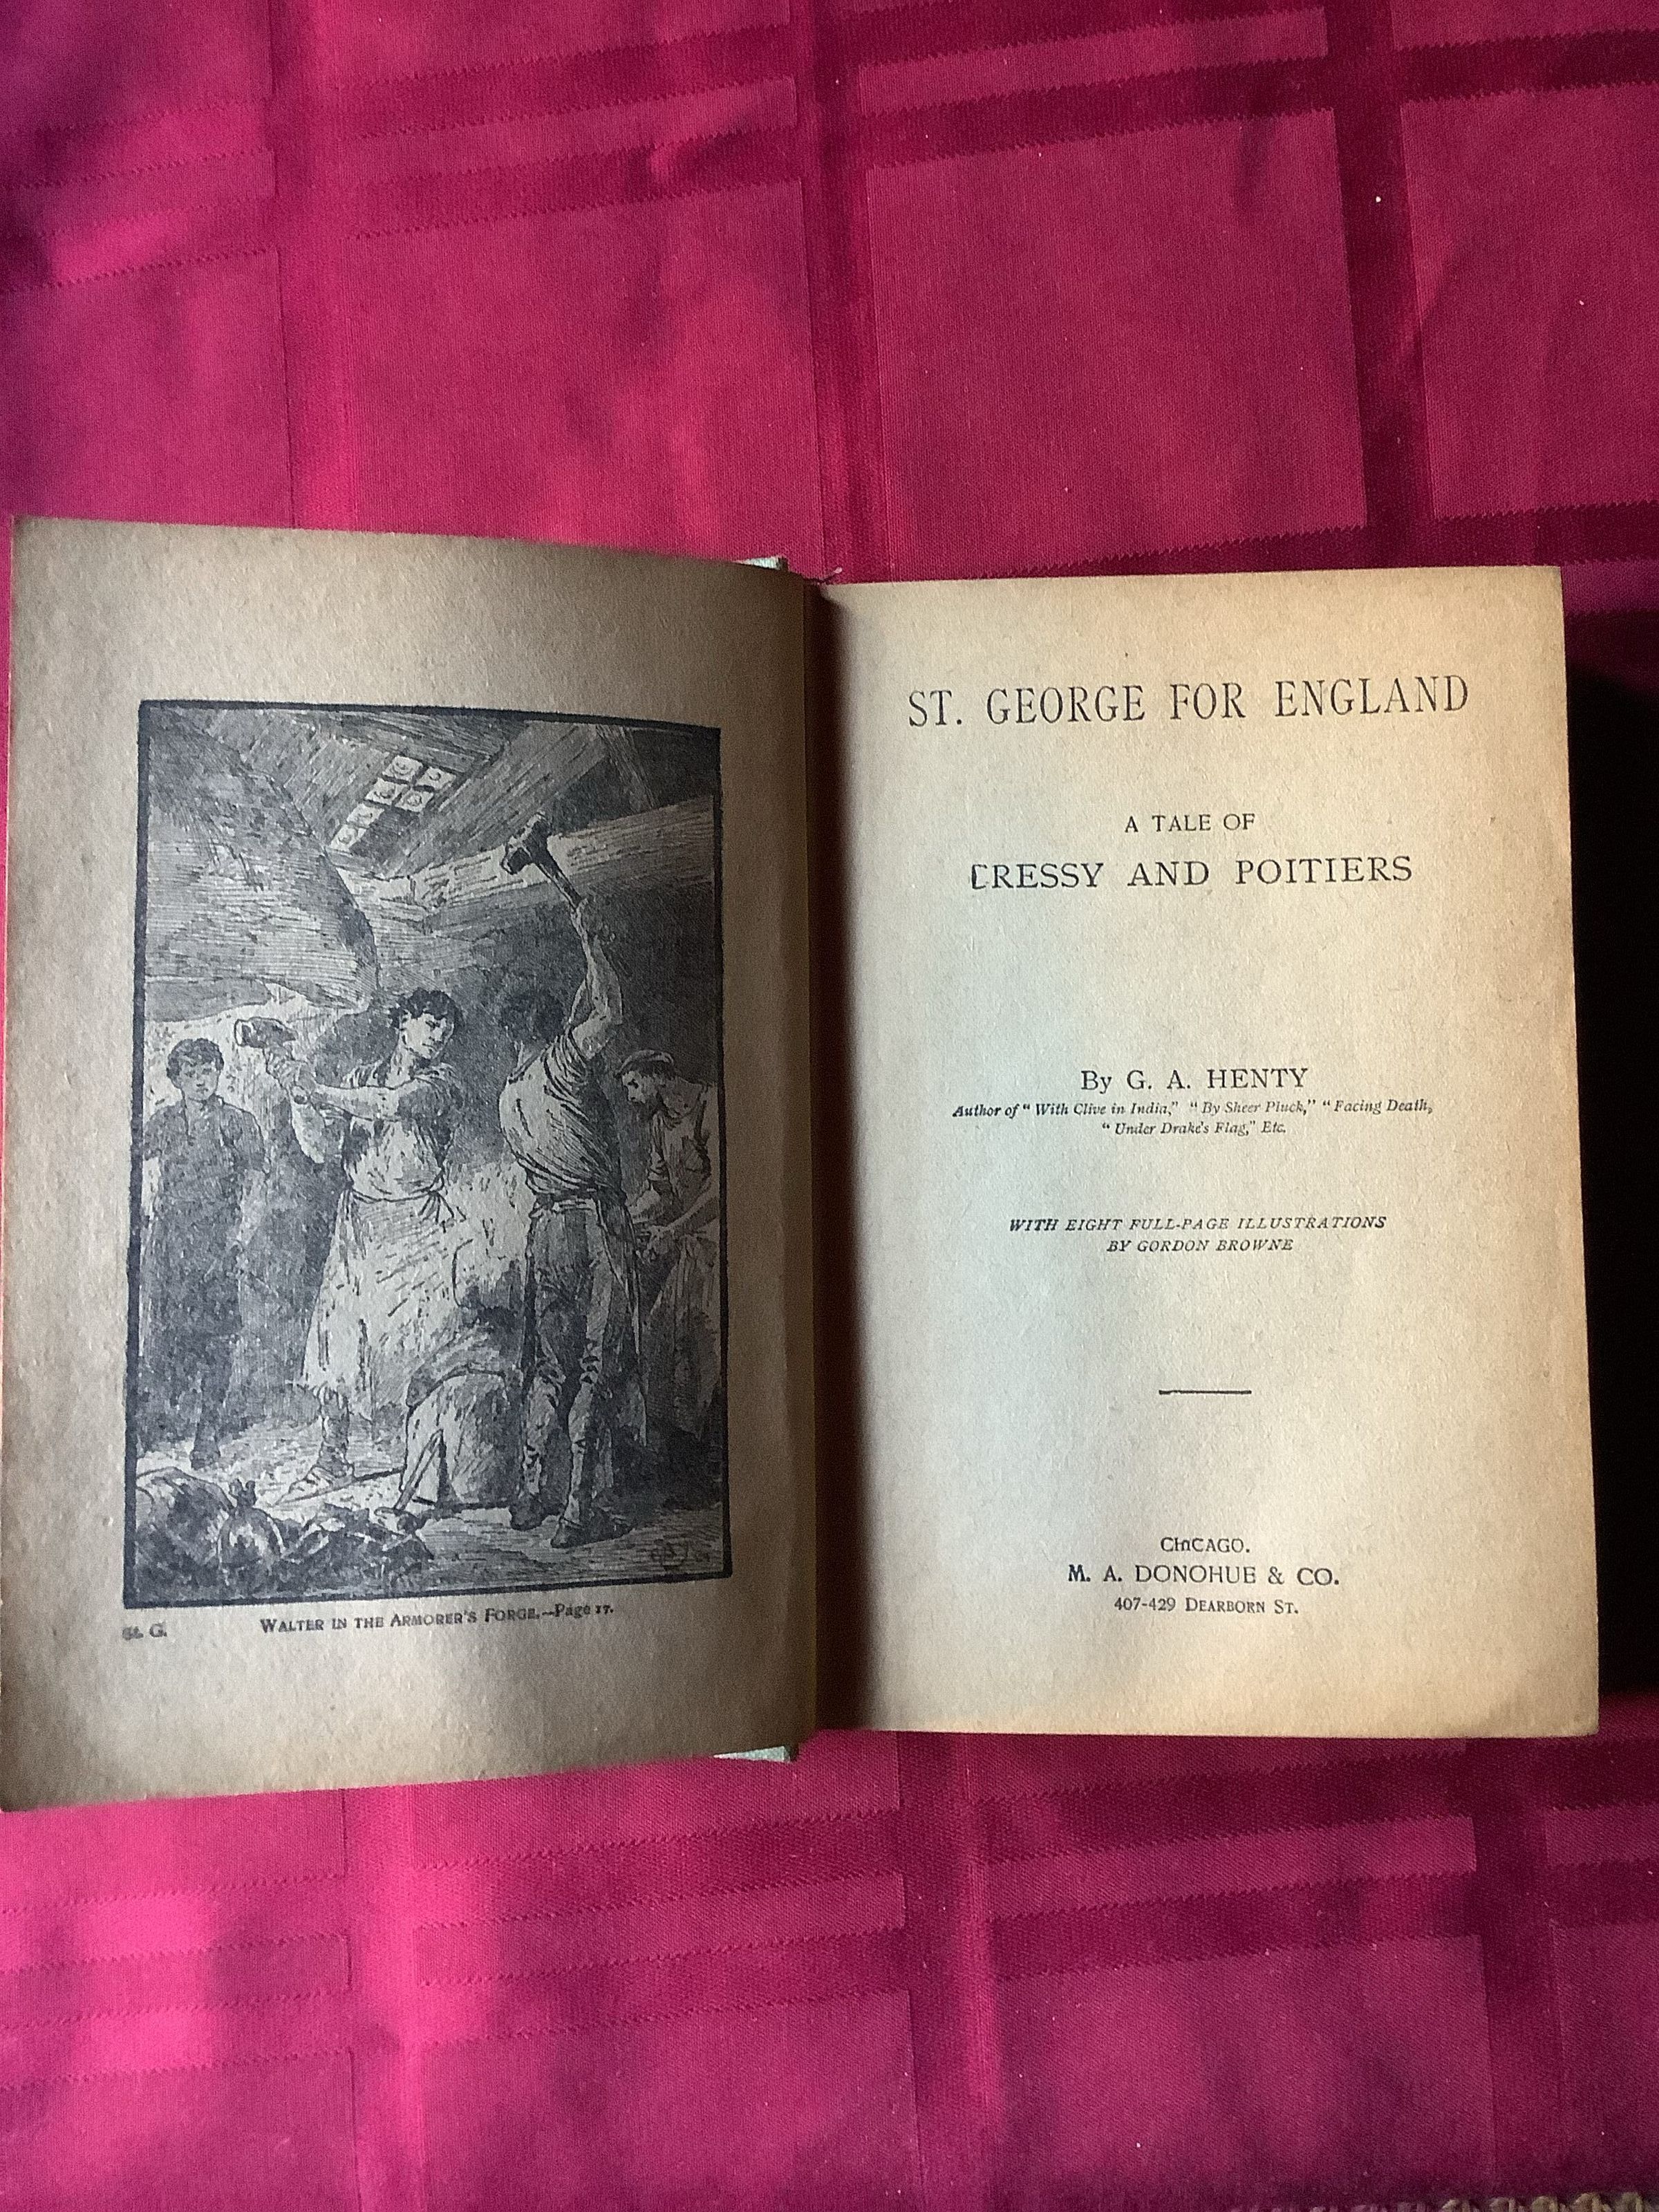 St. G.
WALTER IN THE ARMORER'S FORGE.—Page 17.
ST. GEORGE FOR ENGLAND
A TALE OF
CRESSY AND POITIERS
By G. A. HENTY
Author of "With Clive in India," "By Sheer Pluck," "Facing Death,
"Under Drake's Flag," Etc.
WITH EIGHT FULL-PAGE ILLUSTRATIONS
BY GORDON BROWNE
CHICAGO.
M. A. DONOHUE & CO.
407-429 DEARBORN ST.